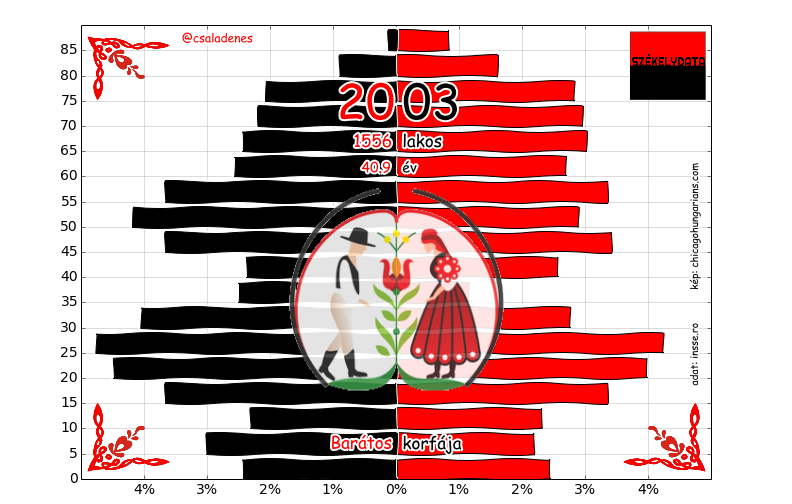 @csaladenes
SZÉKELYDATA
2003
1556 lakos
40.9 év
kép: chicagohungarians.com
adat: insse.ro
Barátos korfája
85
80
75
70
65
60
55
50
45
40
35
30
25
20
15
10
5
0
4% 3% 2% 1% 0% 1% 2% 3% 4%